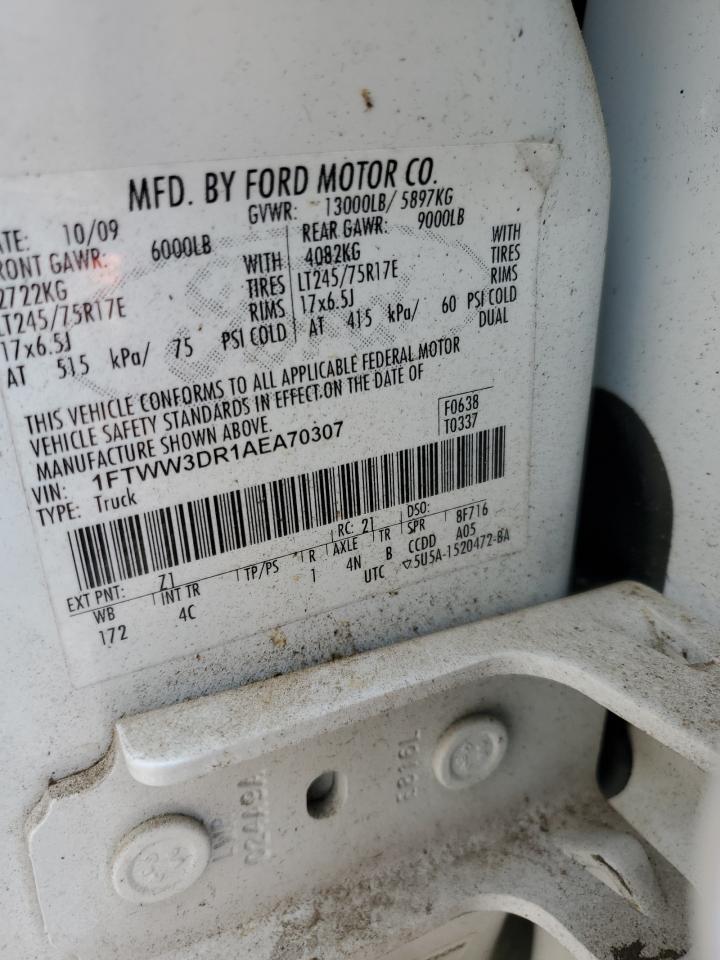 MFD. BY FORD MOTOR CO.
ATE: 10/09 GVWR: 13000LB/ 5897KG
RONT GAWR: 6000LB REAR GAWR: 9000LB
2722KG WITH 4082KG WITH
LT245/75R17E TIRES LT245/75R17E TIRES
17x6.5J RIMS 17x6.5J RIMS
AT 515 kPa/ 75 PSI COLD AT 415 kPa/ 60 PSI COLD
DUAL
THIS VEHICLE CONFORMS TO ALL APPLICABLE FEDERAL MOTOR
VEHICLE SAFETY STANDARDS IN EFFECT ON THE DATE OF
MANUFACTURE SHOWN ABOVE.
F0638
T0337
VIN: 1FTWW3DR1AEA70307
TYPE: Truck
EXT PNT: Z1 RC: 21 DSO:
WB INT TR TP/PS R AXLE TR SPR 8F716
172 4C 1 4N B CCDD A05
UTC ▽5U5A-1520472-BA
E816L